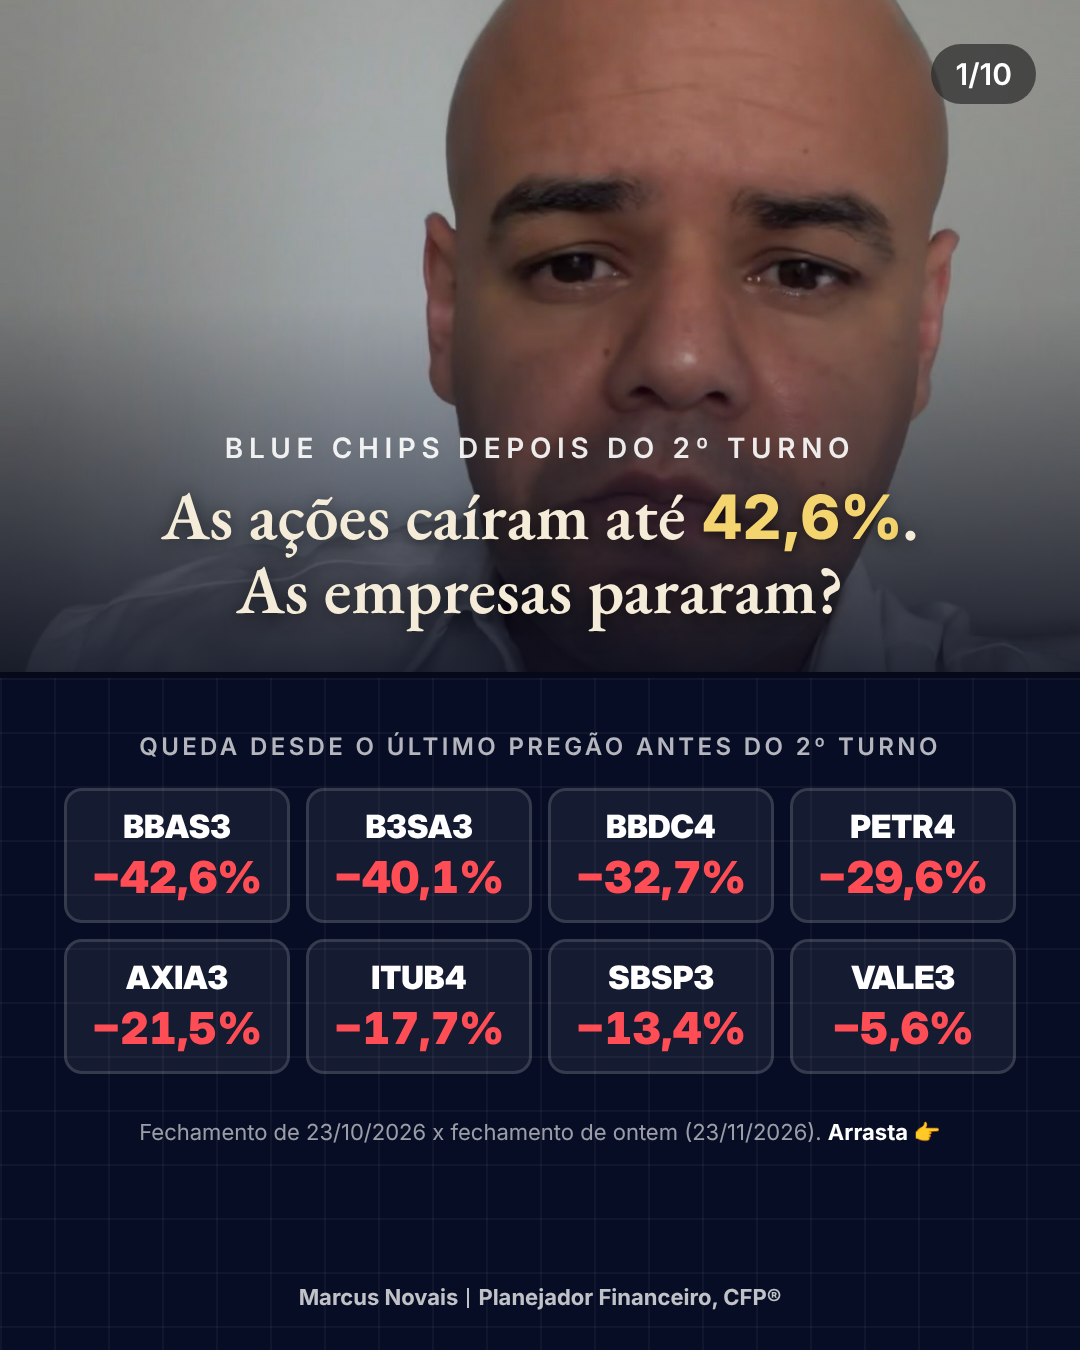 1/10
BLUE CHIPS DEPOIS DO 2º TURNO
As ações caíram até 42,6%.
As empresas pararam?
QUEDA DESDE O ÚLTIMO PREGÃO ANTES DO 2º TURNO
BBAS3
−42,6%
B3SA3
−40,1%
BBDC4
−32,7%
PETR4
−29,6%
AXIA3
−21,5%
ITUB4
−17,7%
SBSP3
−13,4%
VALE3
−5,6%
Fechamento de 23/10/2026 x fechamento de ontem (23/11/2026). Arrasta 👉
Marcus Novais | Planejador Financeiro, CFP®